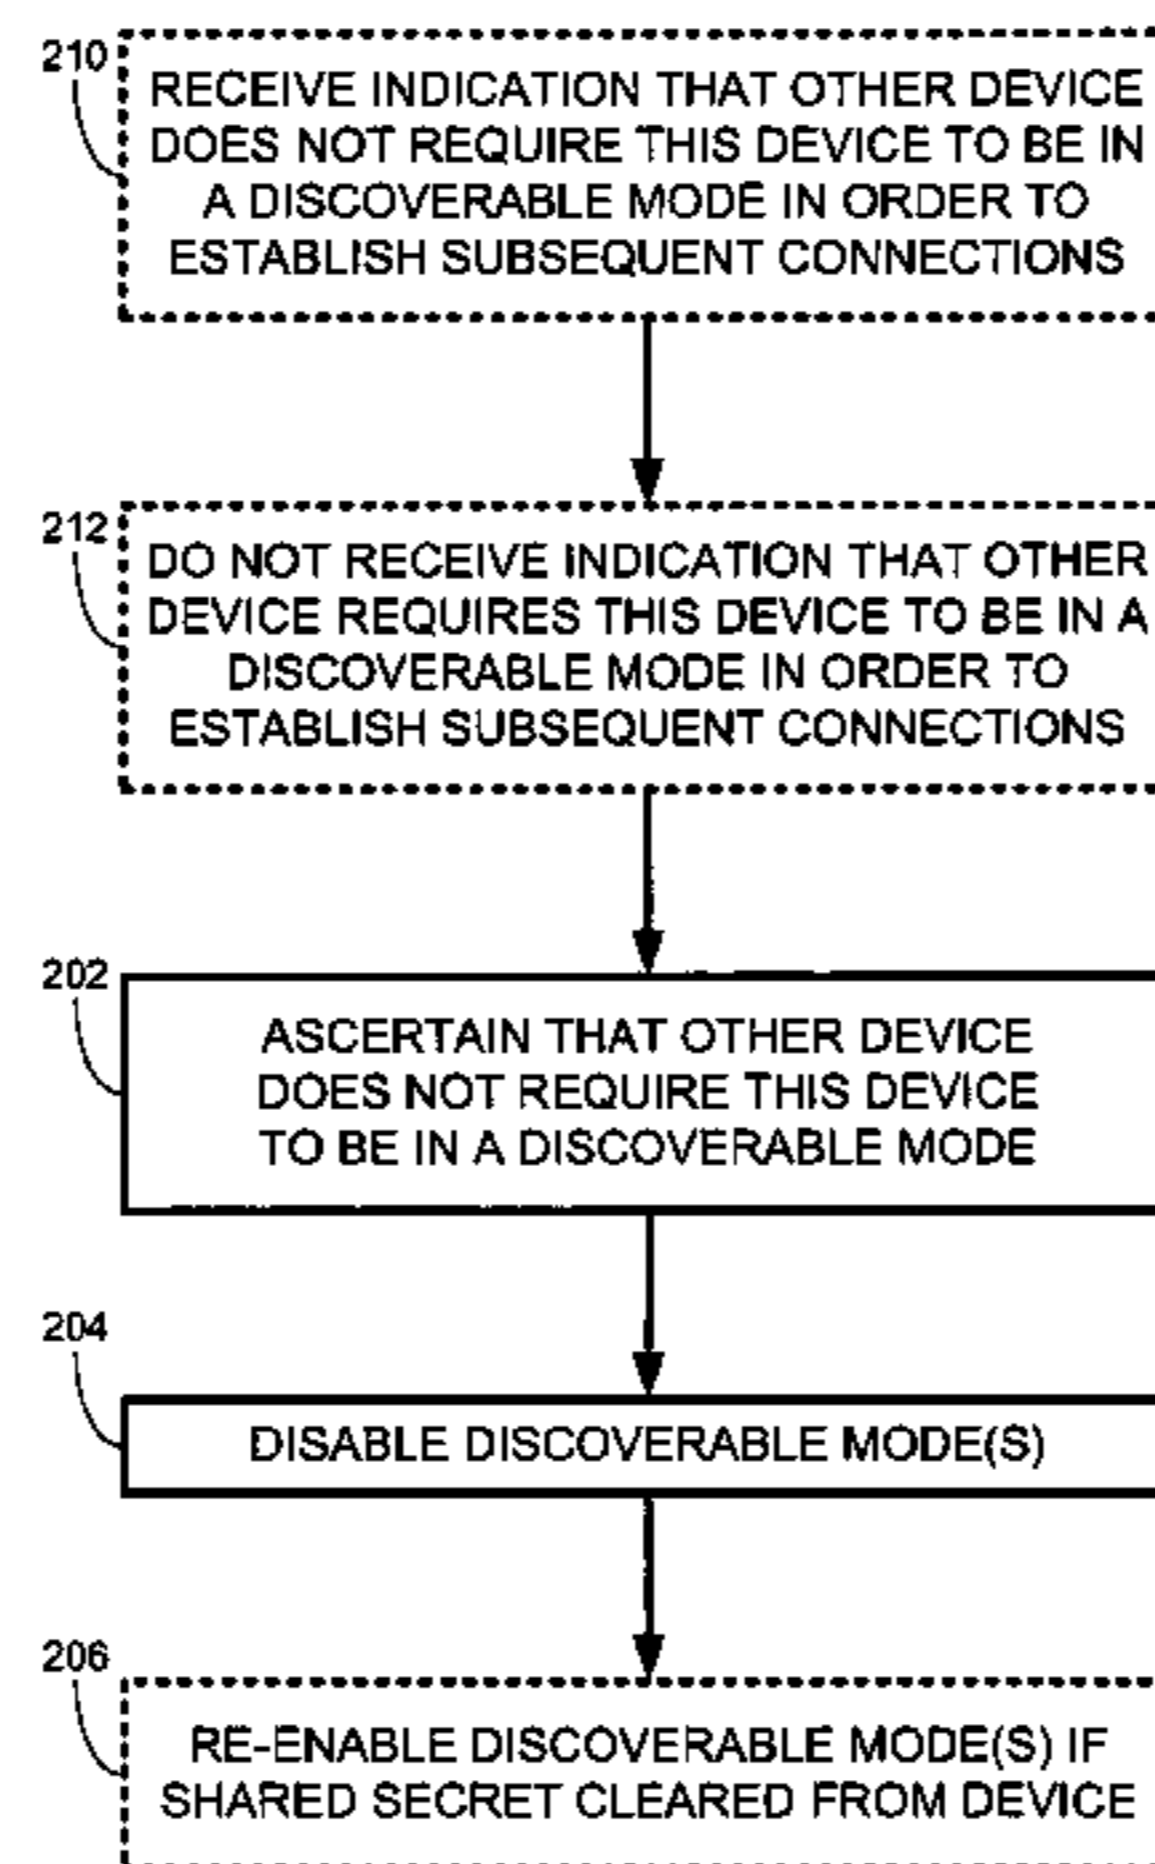 210
RECEIVE INDICATION THAT OTHER DEVICE
DOES NOT REQUIRE THIS DEVICE TO BE IN
A DISCOVERABLE MODE IN ORDER TO
ESTABLISH SUBSEQUENT CONNECTIONS
212
DO NOT RECEIVE INDICATION THAT OTHER
DEVICE REQUIRES THIS DEVICE TO BE IN A
DISCOVERABLE MODE IN ORDER TO
ESTABLISH SUBSEQUENT CONNECTIONS
202
ASCERTAIN THAT OTHER DEVICE
DOES NOT REQUIRE THIS DEVICE
TO BE IN A DISCOVERABLE MODE
204
DISABLE DISCOVERABLE MODE(S)
206
RE-ENABLE DISCOVERABLE MODE(S) IF
SHARED SECRET CLEARED FROM DEVICE